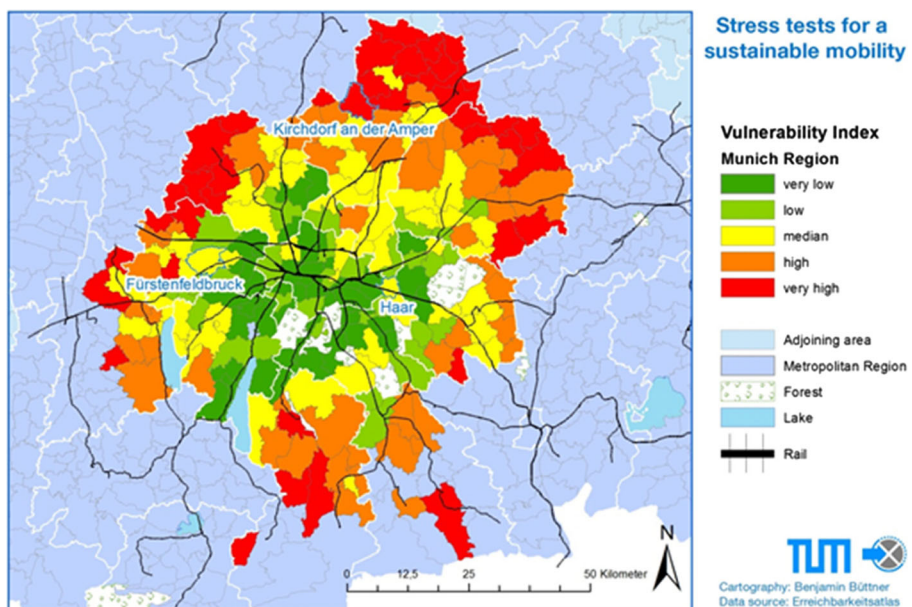 Stress tests for a
sustainable mobility
Kirchdorf an der Amper
Fürstenfeldbruck
Haar
Vulnerability Index
Munich Region
very low
low
median
high
very high
Adjoining area
Metropolitan Region
Forest
Lake
Rail
N
0 12,5 25 50 Kilometer
TUM
Cartography: Benjamin Büttner
Data source: Erreichbarkeitsatlas